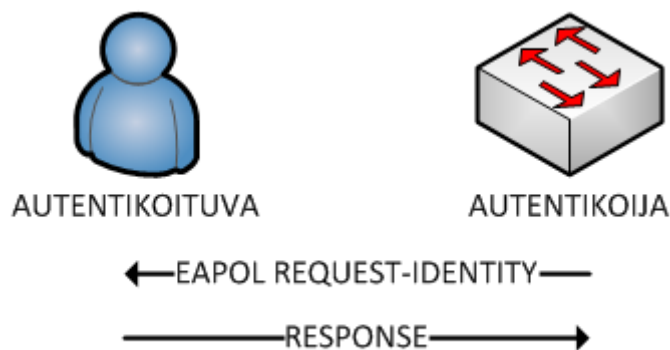 AUTENTIKOITUVA AUTENTIKOIJA
EAPOL REQUEST-IDENTITY
RESPONSE